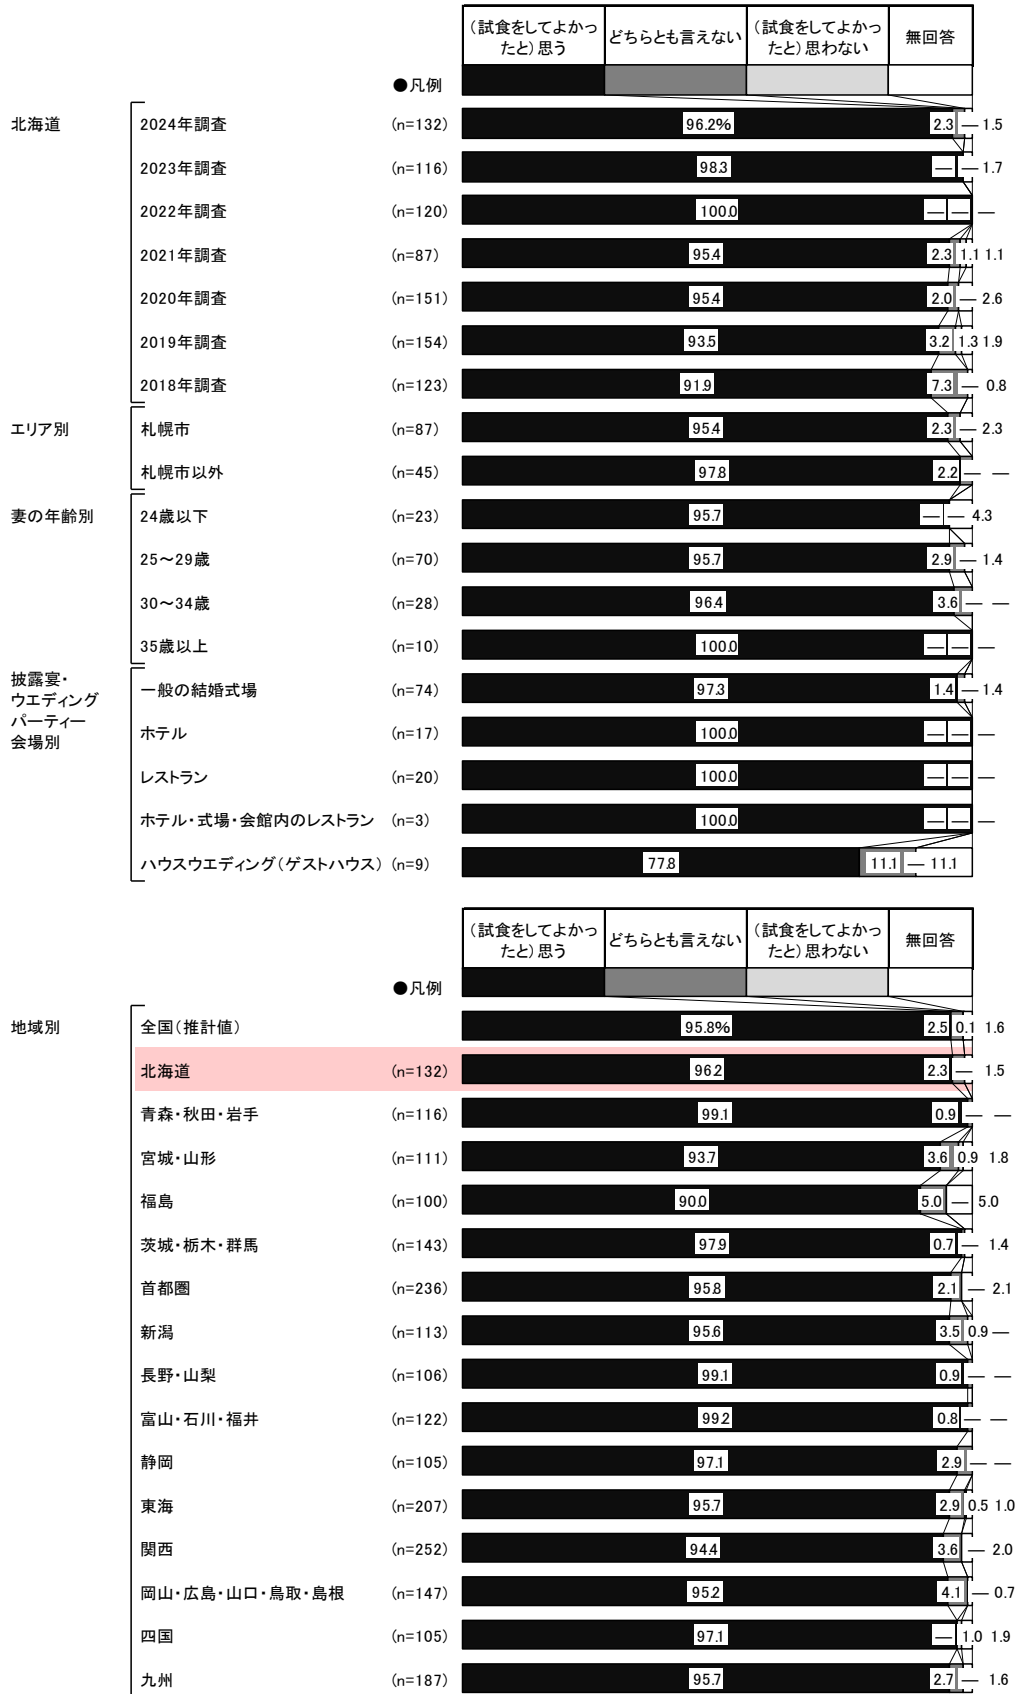 (試食をしてよかっ
たと)思う
どちらとも言えない
(試食をしてよかっ
たと)思わない
無回答
●凡例
北海道
2024年調査 (n=132) 96.2% 2.3 — 1.5
2023年調査 (n=116) 98.3 — — 1.7
2022年調査 (n=120) 100.0 — — —
2021年調査 (n=87) 95.4 2.3 1.1 1.1
2020年調査 (n=151) 95.4 2.0 — 2.6
2019年調査 (n=154) 93.5 3.2 1.3 1.9
2018年調査 (n=123) 91.9 7.3 — 0.8
エリア別
札幌市 (n=87) 95.4 2.3 — 2.3
札幌市以外 (n=45) 97.8 2.2 — —
妻の年齢別
24歳以下 (n=23) 95.7 — — 4.3
25〜29歳 (n=70) 95.7 2.9 — 1.4
30〜34歳 (n=28) 96.4 3.6 — —
35歳以上 (n=10) 100.0 — — —
披露宴・
ウエディング
パーティー
会場別
一般の結婚式場 (n=74) 97.3 1.4 — 1.4
ホテル (n=17) 100.0 — — —
レストラン (n=20) 100.0 — — —
ホテル・式場・会館内のレストラン (n=3) 100.0 — — —
ハウスウエディング(ゲストハウス) (n=9) 77.8 11.1 — 11.1
(試食をしてよかっ
たと)思う
どちらとも言えない
(試食をしてよかっ
たと)思わない
無回答
●凡例
地域別
全国(推計値) 95.8% 2.5 0.1 1.6
北海道 (n=132) 96.2 2.3 — 1.5
青森・秋田・岩手 (n=116) 99.1 0.9 — —
宮城・山形 (n=111) 93.7 3.6 0.9 1.8
福島 (n=100) 90.0 5.0 — 5.0
茨城・栃木・群馬 (n=143) 97.9 0.7 — 1.4
首都圏 (n=236) 95.8 2.1 — 2.1
新潟 (n=113) 95.6 3.5 0.9 —
長野・山梨 (n=106) 99.1 0.9 — —
富山・石川・福井 (n=122) 99.2 0.8 — —
静岡 (n=105) 97.1 2.9 — —
東海 (n=207) 95.7 2.9 0.5 1.0
関西 (n=252) 94.4 3.6 — 2.0
岡山・広島・山口・鳥取・島根 (n=147) 95.2 4.1 — 0.7
四国 (n=105) 97.1 — 1.0 1.9
九州 (n=187) 95.7 2.7 — 1.6